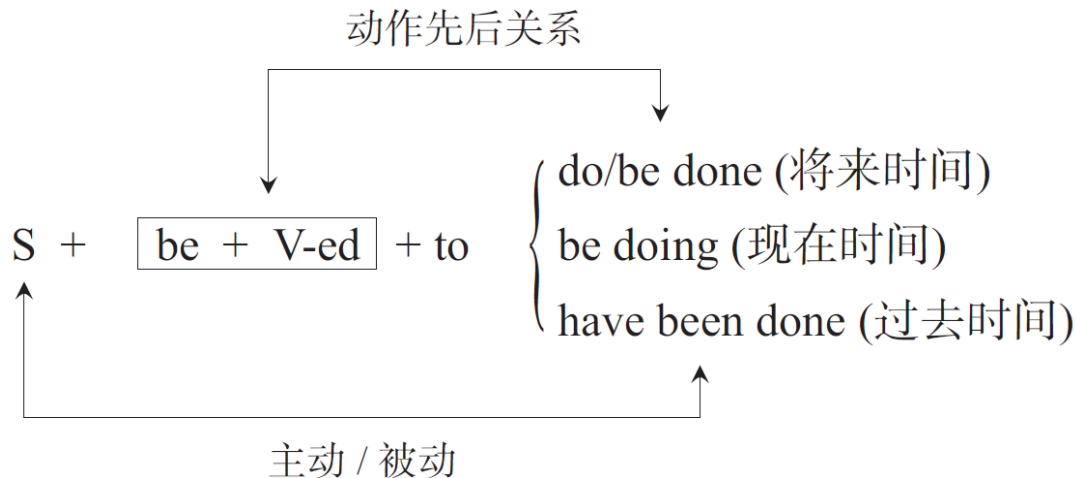 动作先后关系
do/be done (将来时间)
S + be + V-ed + to be doing (现在时间)
have been done (过去时间)
主动 / 被动